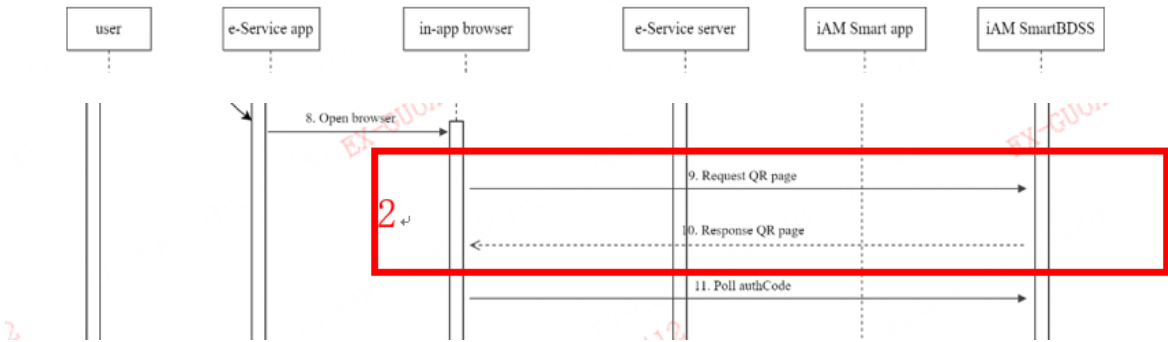 user
e-Service app
in-app browser
e-Service server
iAM Smart app
iAM SmartBDSS
8. Open browser
9. Request QR page
2
10. Response QR page
11. Poll authCode